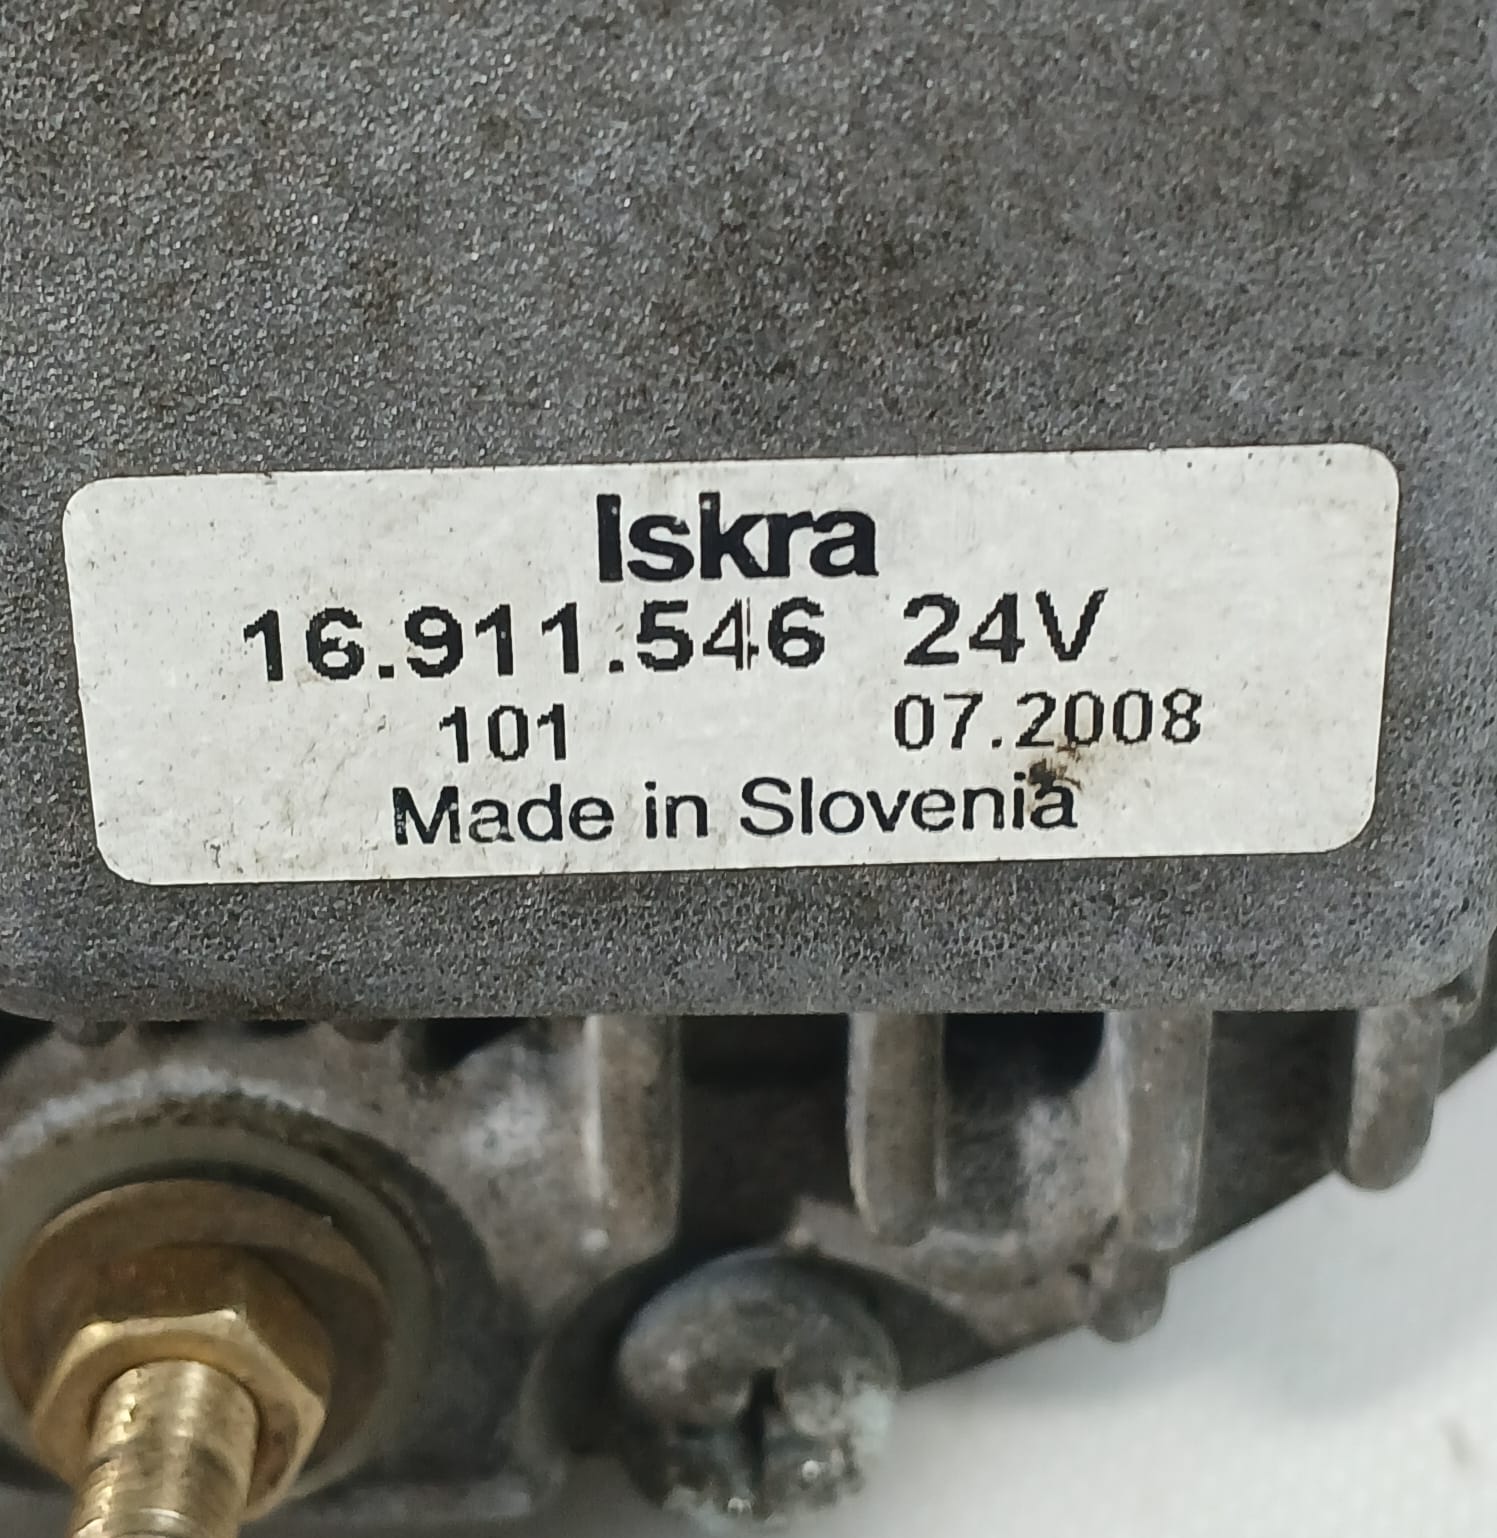 Iskra
16.911.546 24V
101 07.2008
Made in Slovenia